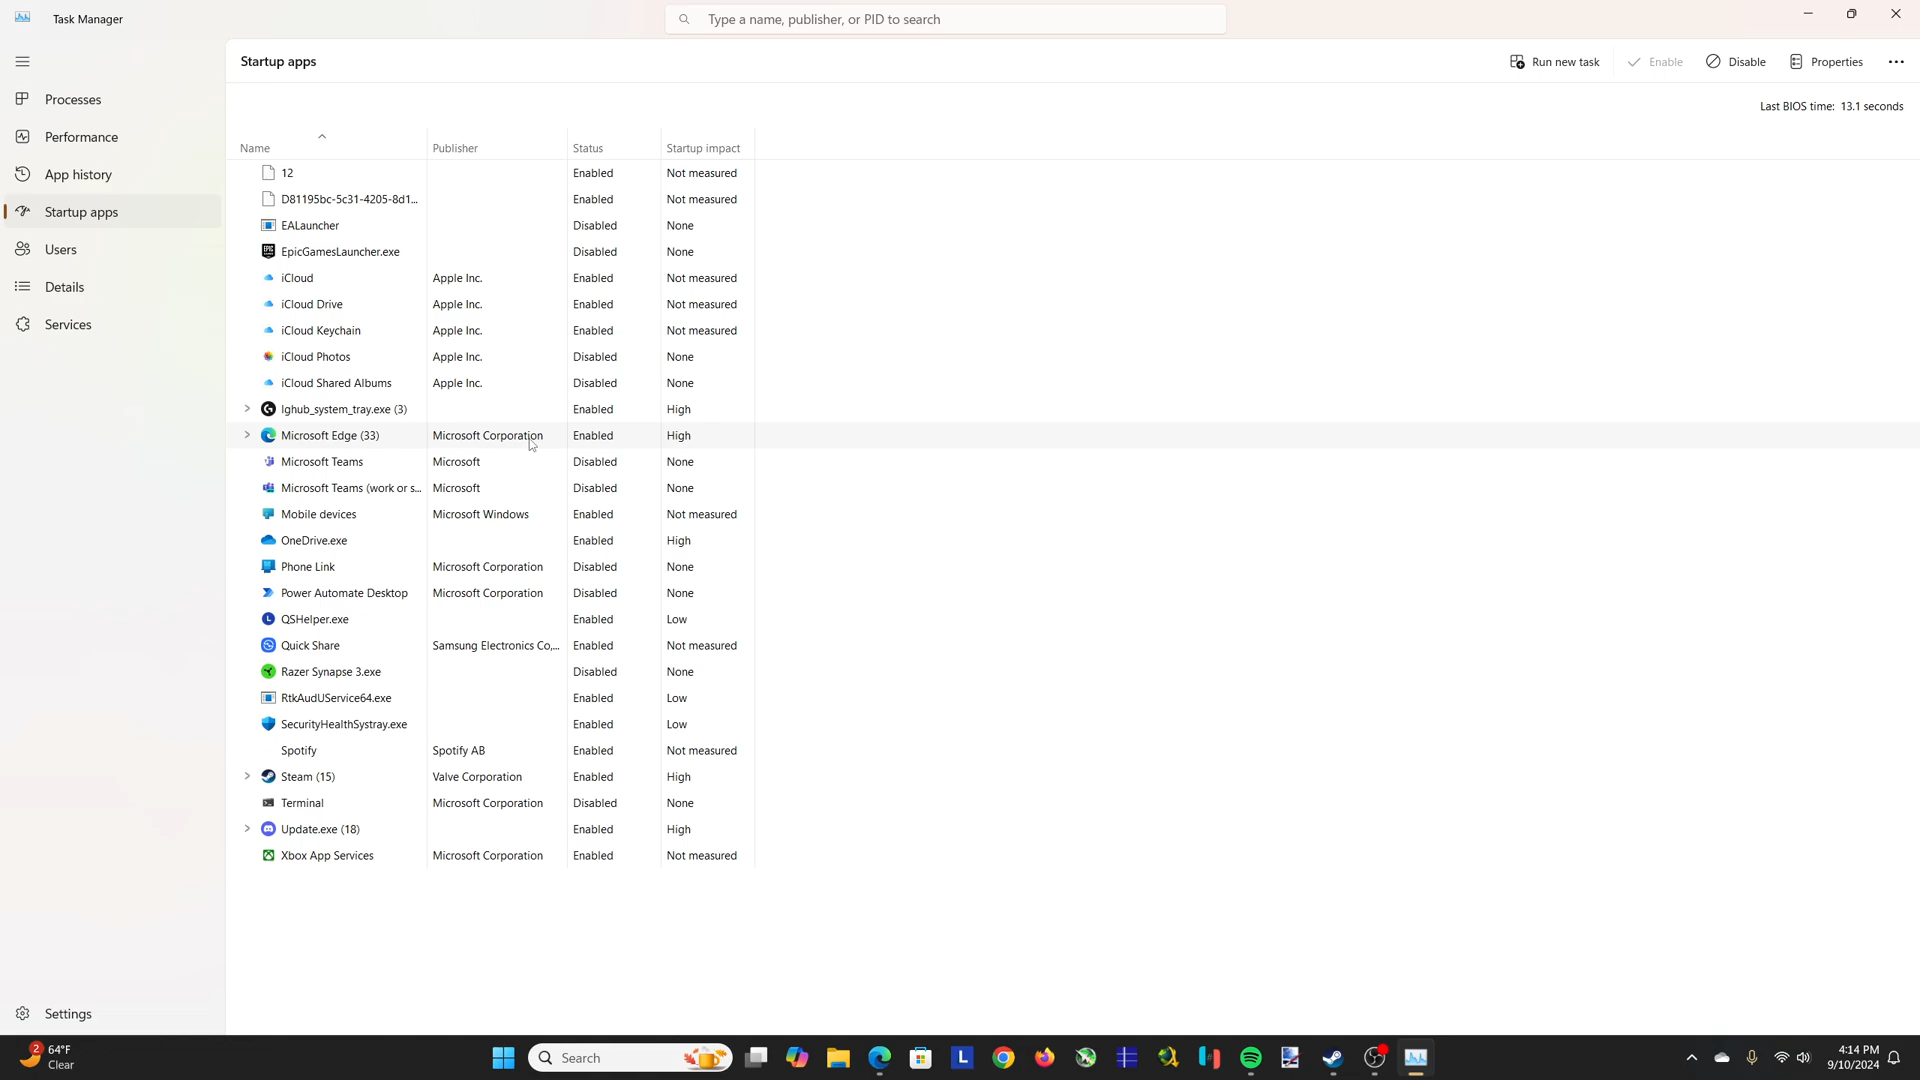 Task Manager
Type a name, publisher, or PID to search
Startup apps
Run new task Enable Disable Properties
Last BIOS time: 13.1 seconds
Processes
Performance
App history
Startup apps
Users
Details
Services
Settings
Name Publisher Status Startup impact
12 Enabled Not measured
D81195bc-5c31-4205-8d1... Enabled Not measured
EALauncher Disabled None
EPIC GAMES EpicGamesLauncher.exe Disabled None
iCloud Apple Inc. Enabled Not measured
iCloud Drive Apple Inc. Enabled Not measured
iCloud Keychain Apple Inc. Enabled Not measured
iCloud Photos Apple Inc. Disabled None
iCloud Shared Albums Apple Inc. Disabled None
lghub_system_tray.exe (3) Enabled High
Microsoft Edge (33) Microsoft Corporation Enabled High
Microsoft Teams Microsoft Disabled None
Microsoft Teams (work or s... Microsoft Disabled None
Mobile devices Microsoft Windows Enabled Not measured
OneDrive.exe Enabled High
Phone Link Microsoft Corporation Disabled None
Power Automate Desktop Microsoft Corporation Disabled None
L QSHelper.exe Enabled Low
Quick Share Samsung Electronics Co,... Enabled Not measured
Razer Synapse 3.exe Disabled None
RtkAudUService64.exe Enabled Low
SecurityHealthSystray.exe Enabled Low
Spotify Spotify AB Enabled Not measured
Steam (15) Valve Corporation Enabled High
Terminal Microsoft Corporation Disabled None
Update.exe (18) Enabled High
Xbox App Services Microsoft Corporation Enabled Not measured
2 64°F
Clear
Search
L
4:14 PM
9/10/2024